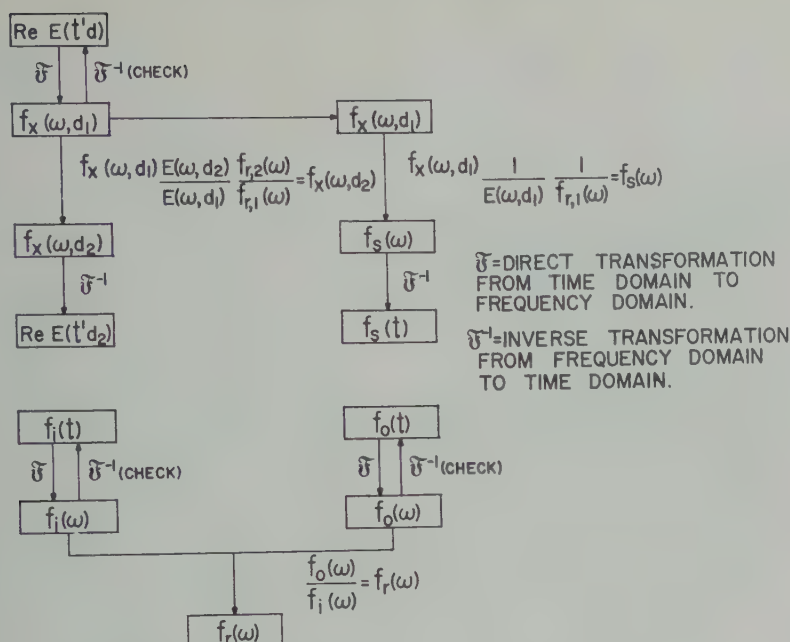 Re E(t'd)
𝔉 𝔉⁻¹(CHECK)
fₓ(ω,d₁)
fₓ(ω,d₁)
fₓ(ω,d₁) E(ω,d₂)/E(ω,d₁) f_r,2(ω)/f_r,1(ω) = fₓ(ω,d₂)
fₓ(ω,d₁) 1/E(ω,d₁) 1/f_r,1(ω) = fₛ(ω)
fₓ(ω,d₂)
𝔉⁻¹
Re E(t'd₂)
fₛ(ω)
𝔉⁻¹
fₛ(t)
𝔉=DIRECT TRANSFORMATION
FROM TIME DOMAIN TO
FREQUENCY DOMAIN.
𝔉⁻¹=INVERSE TRANSFORMATION
FROM FREQUENCY DOMAIN
TO TIME DOMAIN.
fᵢ(t)
𝔉 𝔉⁻¹(CHECK)
fᵢ(ω)
fₒ(t)
𝔉 𝔉⁻¹(CHECK)
fₒ(ω)
fₒ(ω)/fᵢ(ω) = fᵣ(ω)
fᵣ(ω)